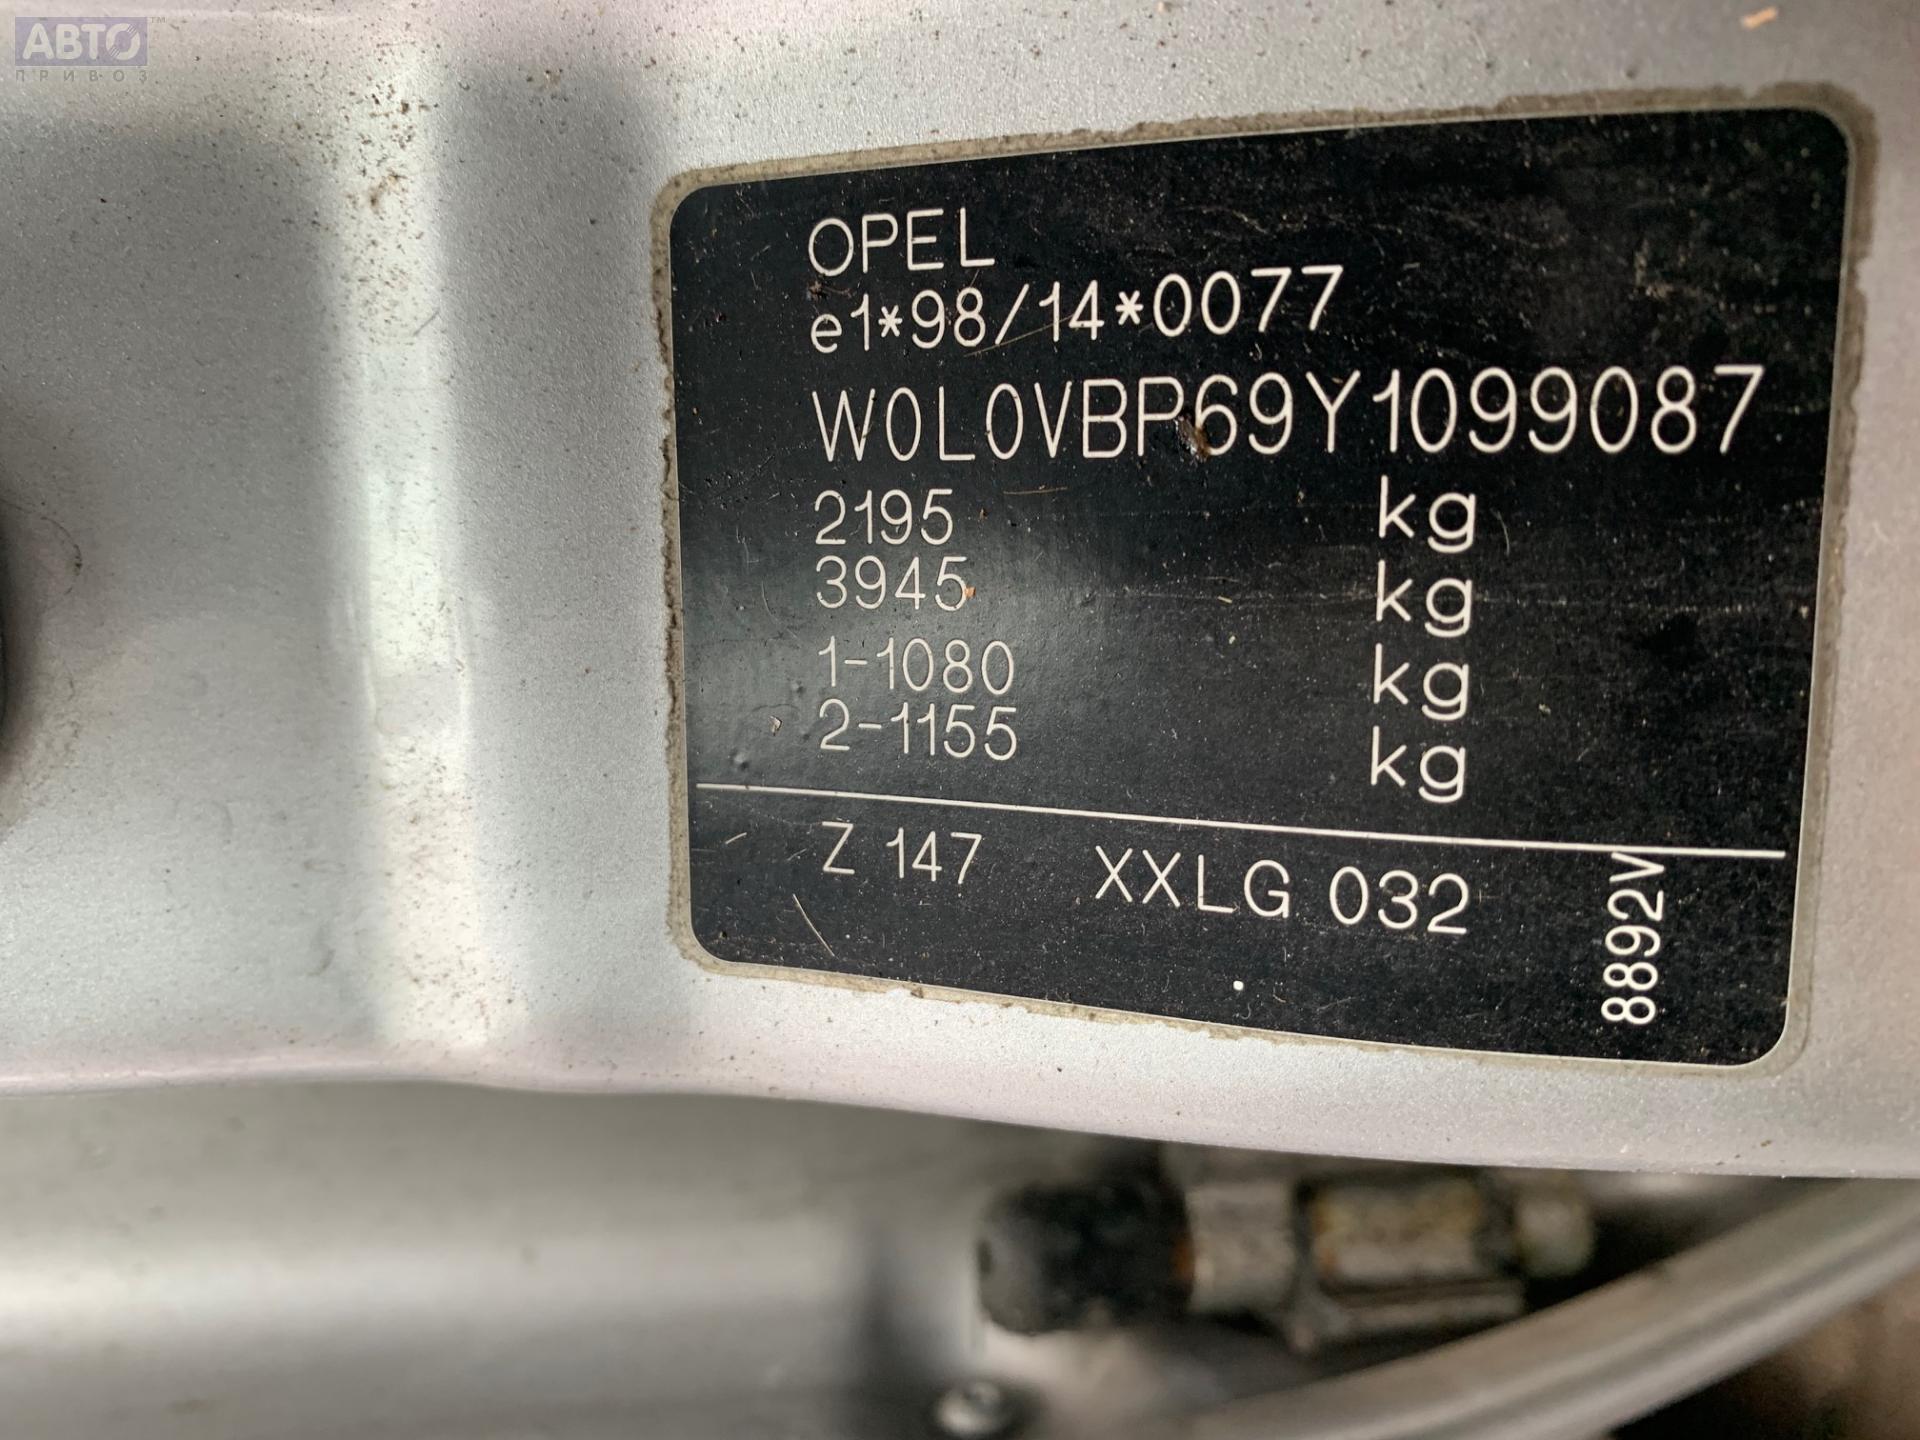 АВТО™
ПРИВОЗ
OPEL
e1*98/14*0077
W0L0VBP69Y1099087
2195 kg
3945 kg
1-1080 kg
2-1155 kg
Z 147 XXLG 032
8892V